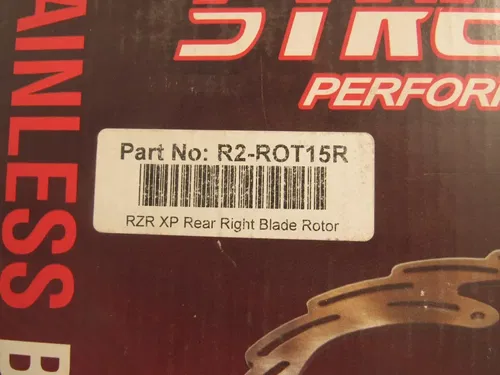 PERFOR
Part No: R2-ROT15R
RZR XP Rear Right Blade Rotor
AINLESS B